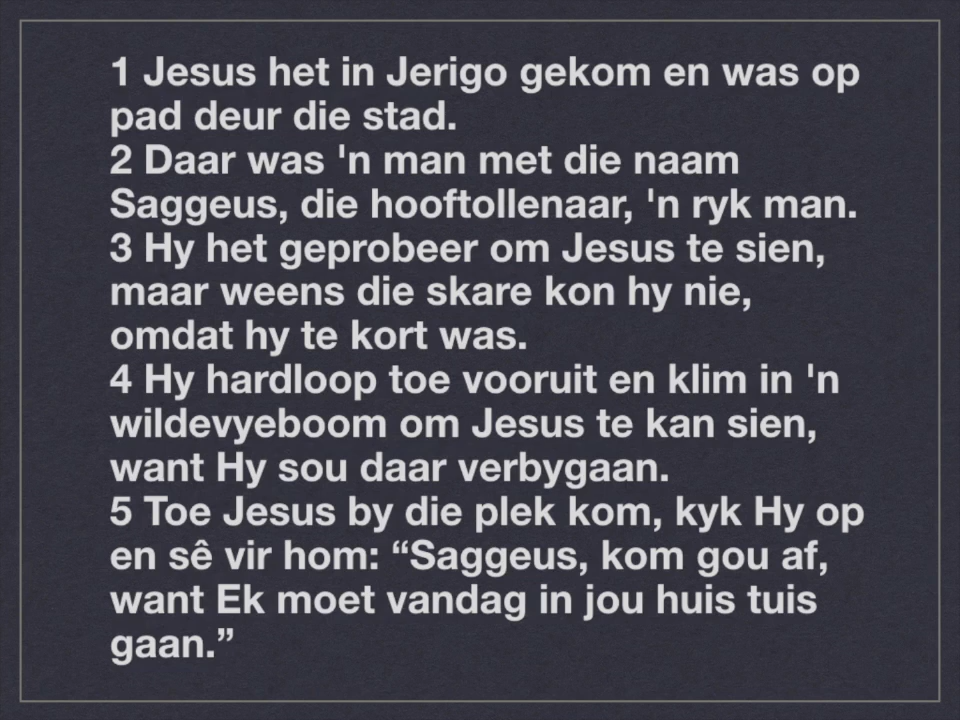 1 Jesus het in Jerigo gekom en was op
pad deur die stad.
2 Daar was 'n man met die naam
Saggeus, die hooftollenaar, 'n ryk man.
3 Hy het geprobeer om Jesus te sien,
maar weens die skare kon hy nie,
omdat hy te kort was.
4 Hy hardloop toe vooruit en klim in 'n
wildevyeboom om Jesus te kan sien,
want Hy sou daar verbygaan.
5 Toe Jesus by die plek kom, kyk Hy op
en sê vir hom: “Saggeus, kom gou af,
want Ek moet vandag in jou huis tuis
gaan.”